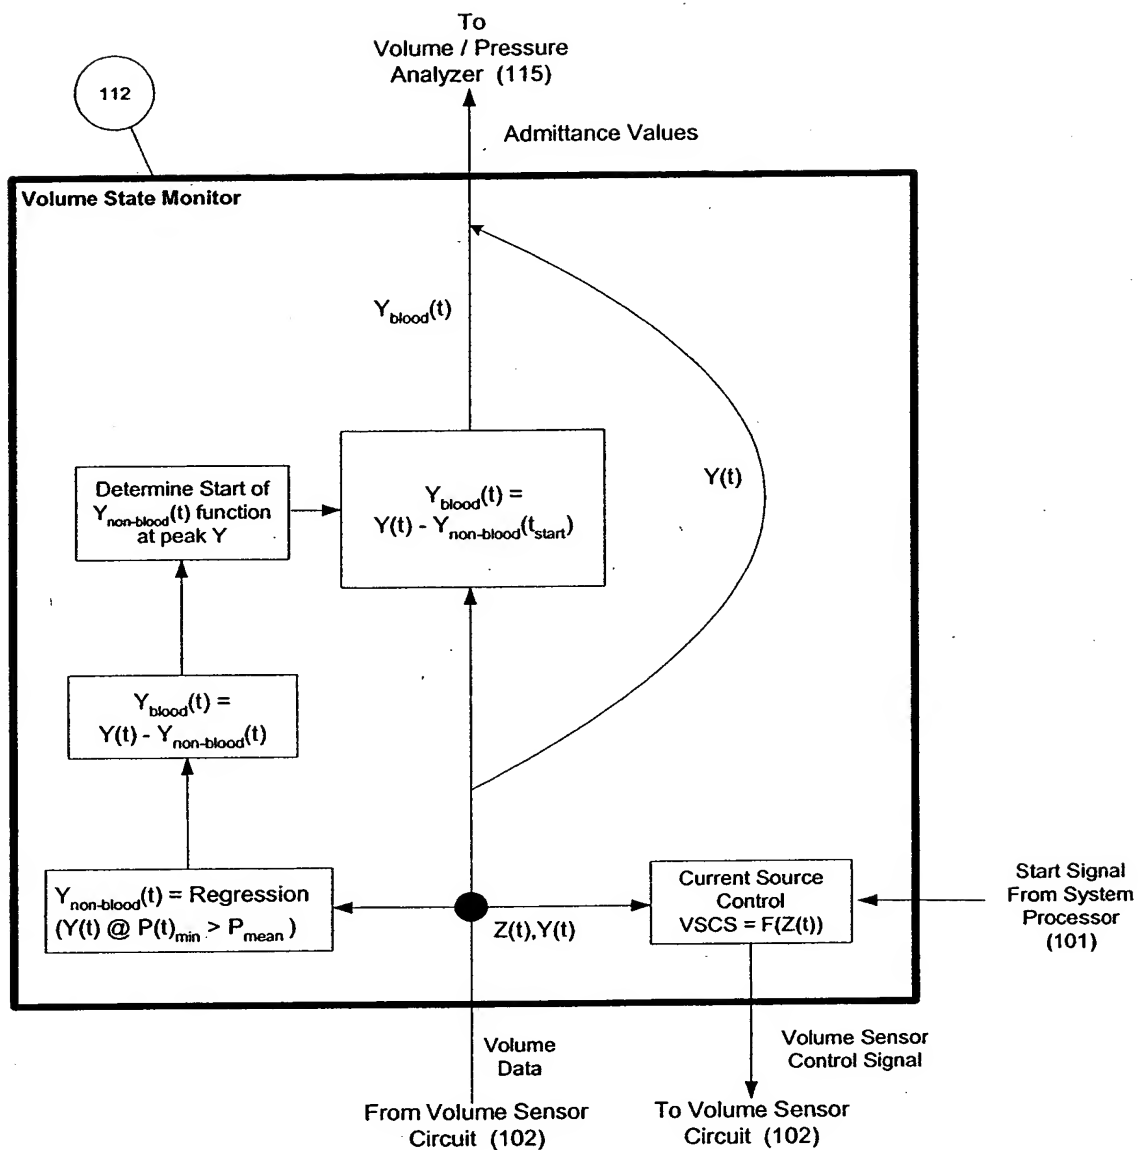 To
Volume / Pressure
Analyzer (115)
112
Admittance Values
Volume State Monitor
Y_blood(t)
Determine Start of
Y_non-blood(t) function
at peak Y
Y_blood(t) =
Y(t) - Y_non-blood(t_start)
Y(t)
Y_blood(t) =
Y(t) - Y_non-blood(t)
Y_non-blood(t) = Regression
(Y(t) @ P(t)_min > P_mean )
Z(t),Y(t)
Current Source
Control
VSCS = F(Z(t))
Start Signal
From System
Processor
(101)
Volume
Data
Volume Sensor
Control Signal
From Volume Sensor
Circuit (102)
To Volume Sensor
Circuit (102)